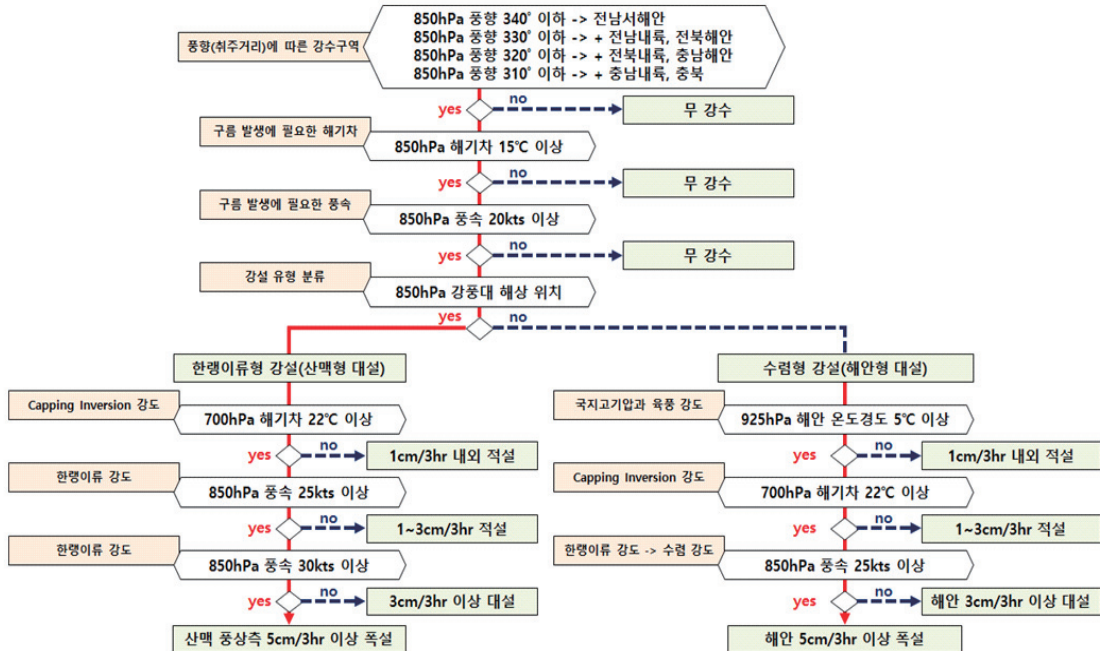 850hPa 풍향 340˚ 이하 -> 전남서해안
850hPa 풍향 330˚ 이하 -> + 전남내륙, 전북해안
850hPa 풍향 320˚ 이하 -> + 전북내륙, 충남해안
850hPa 풍향 310˚ 이하 -> + 충남내륙, 충북
풍향(취주거리)에 따른 강수구역
yes
no
무 강수
구름 발생에 필요한 해기차
850hPa 해기차 15℃ 이상
yes
no
무 강수
구름 발생에 필요한 풍속
850hPa 풍속 20kts 이상
yes
no
무 강수
강설 유형 분류
850hPa 강풍대 해상 위치
yes
no
한랭이류형 강설(산맥형 대설)
Capping Inversion 강도
700hPa 해기차 22℃ 이상
yes
no
1cm/3hr 내외 적설
한랭이류 강도
850hPa 풍속 25kts 이상
yes
no
1~3cm/3hr 적설
한랭이류 강도
850hPa 풍속 30kts 이상
yes
no
3cm/3hr 이상 대설
산맥 풍상측 5cm/3hr 이상 폭설
수렴형 강설(해안형 대설)
국지고기압과 육풍 강도
925hPa 해안 온도경도 5℃ 이상
yes
no
1cm/3hr 내외 적설
Capping Inversion 강도
700hPa 해기차 22℃ 이상
yes
no
1~3cm/3hr 적설
한랭이류 강도 -> 수렴 강도
850hPa 풍속 25kts 이상
yes
no
해안 3cm/3hr 이상 대설
해안 5cm/3hr 이상 폭설